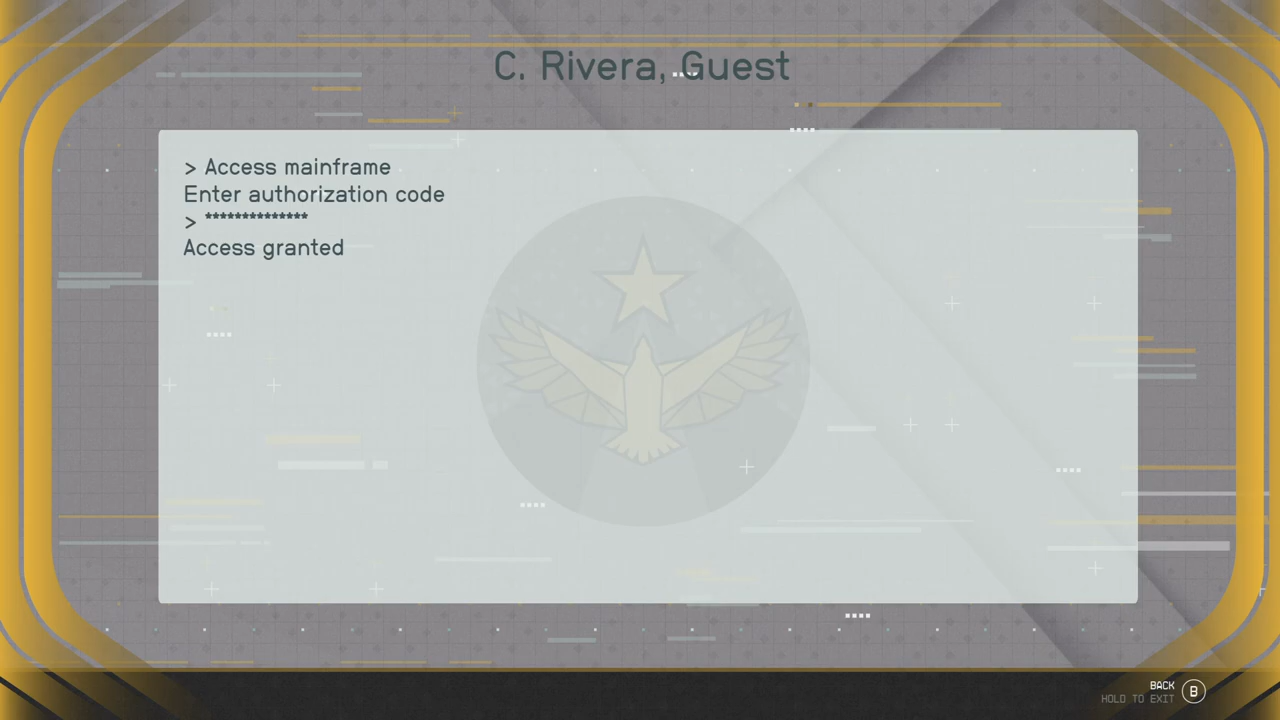 C. Rivera, Guest
> Access mainframe
Enter authorization code
> **************
Access granted
BACK
HOLD TO EXIT
B